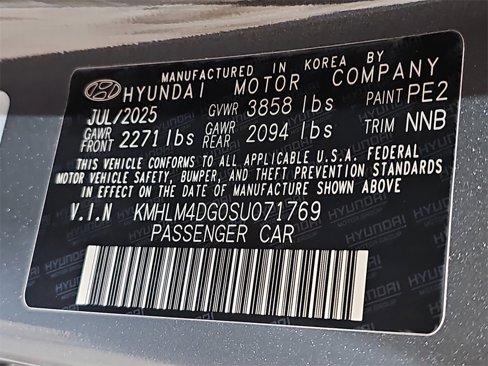 MANUFACTURED IN KOREA BY
HYUNDAI MOTOR COMPANY
JUL/2025 GVWR 3858 lbs PAINT PE2
GAWR FRONT 2271 lbs GAWR REAR 2094 lbs TRIM NNB
THIS VEHICLE CONFORMS TO ALL APPLICABLE U.S.A. FEDERAL
MOTOR VEHICLE SAFETY, BUMPER, AND THEFT PREVENTION STANDARDS
IN EFFECT ON THE DATE OF MANUFACTURE SHOWN ABOVE
V.I.N KMHLM4DG0SU071769
PASSENGER CAR